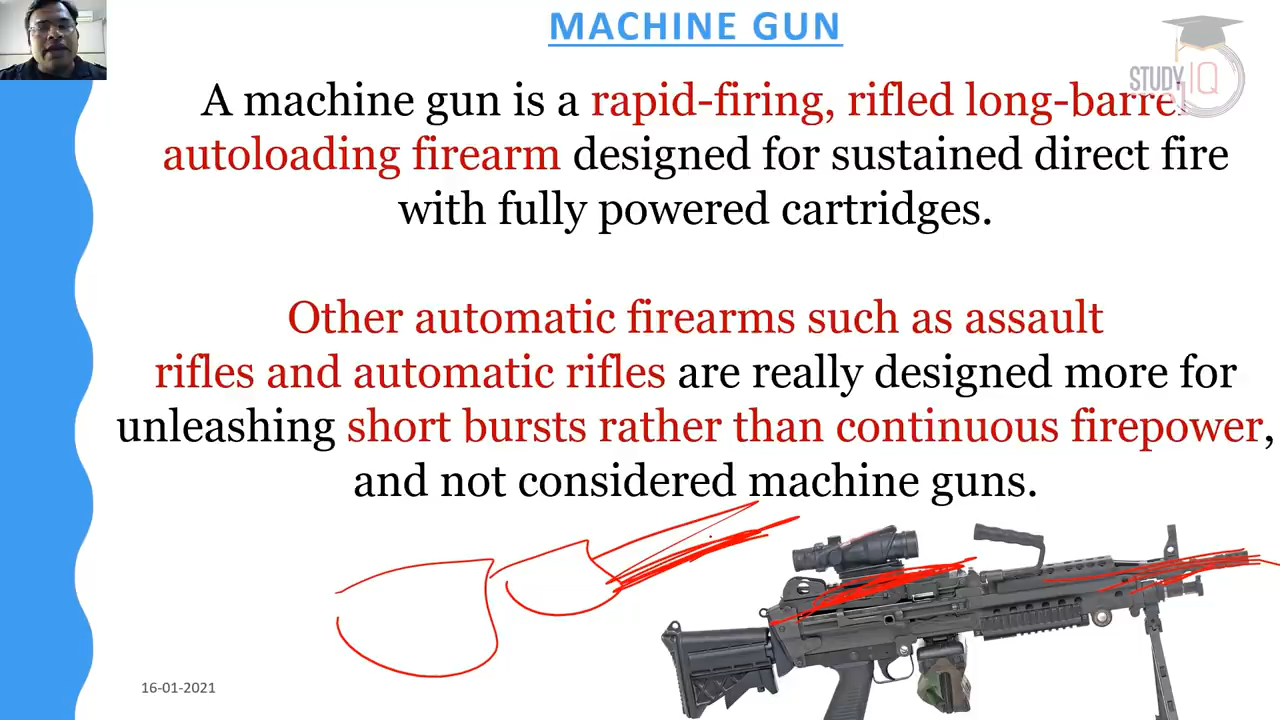 MACHINE GUN
STUDY IQ
A machine gun is a rapid-firing, rifled long-barrel
autoloading firearm designed for sustained direct fire
with fully powered cartridges.
Other automatic firearms such as assault
rifles and automatic rifles are really designed more for
unleashing short bursts rather than continuous firepower,
and not considered machine guns.
16-01-2021